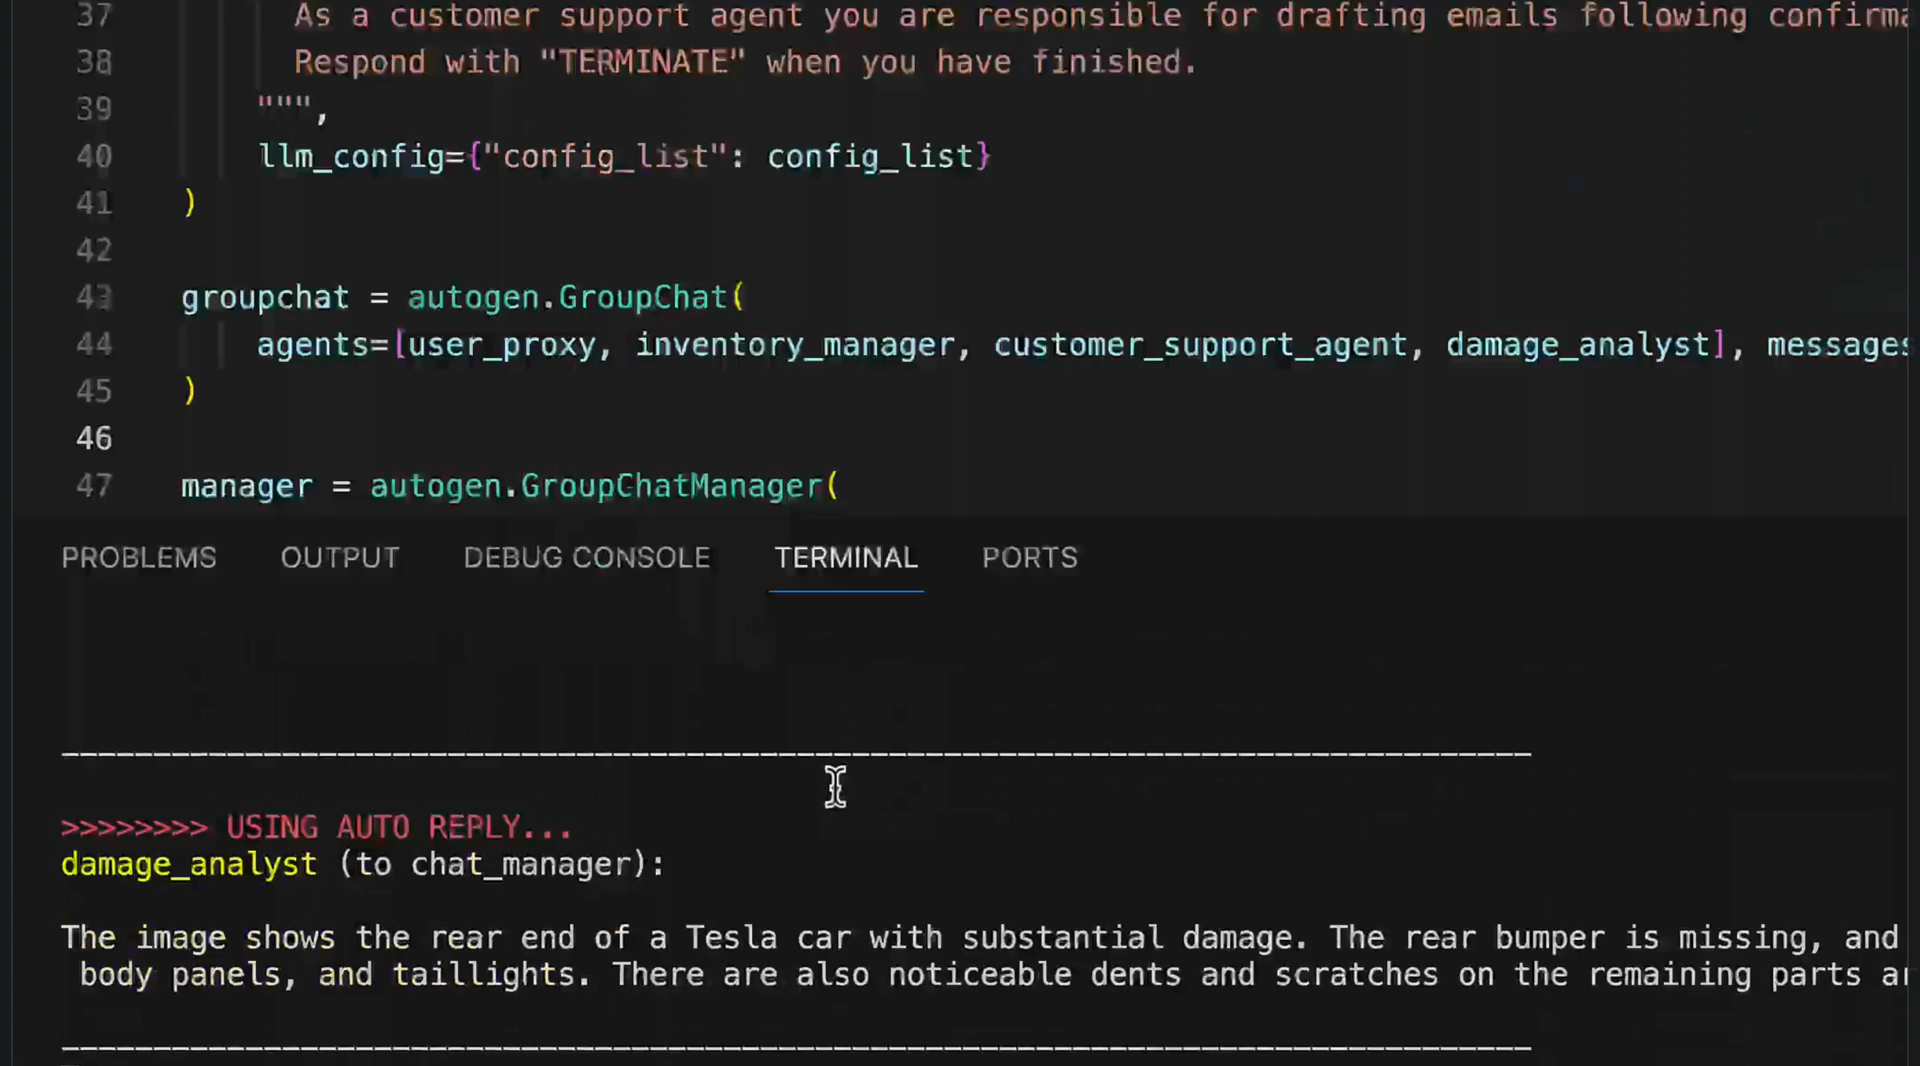 37 As a customer support agent you are responsible for drafting emails following
38 Respond with "TERMINATE" when you have finished.
39 """,
40 llm_config={"config_list": config_list}
41 )
42
43 groupchat = autogen.GroupChat(
44 agents=[user_proxy, inventory_manager, customer_support_agent, damage_analyst], messages
45 )
46
47 manager = autogen.GroupChatManager(
PROBLEMS OUTPUT DEBUG CONSOLE TERMINAL PORTS
>>>>>>>> USING AUTO REPLY...
damage_analyst (to chat_manager):
The image shows the rear end of a Tesla car with substantial damage. The rear bumper is missing, and
body panels, and taillights. There are also noticeable dents and scratches on the remaining parts